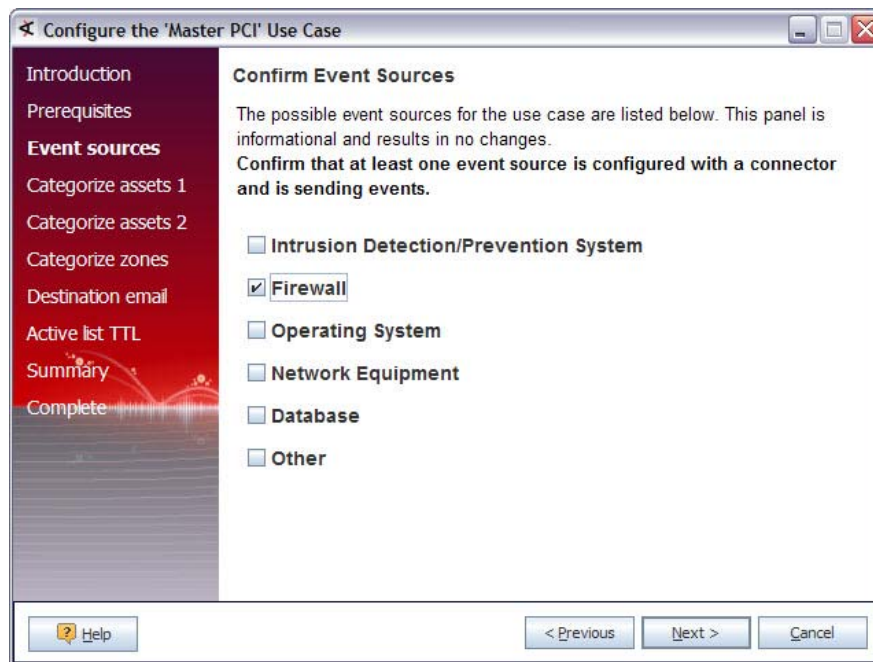 Configure the 'Master PCI' Use Case
Introduction
Prerequisites
Event sources
Categorize assets 1
Categorize assets 2
Categorize zones
Destination email
Active list TTL
Summary
Complete
Confirm Event Sources
The possible event sources for the use case are listed below. This panel is
informational and results in no changes.
Confirm that at least one event source is configured with a connector
and is sending events.
Intrusion Detection/Prevention System
Firewall
Operating System
Network Equipment
Database
Other
Help
< Previous
Next >
Cancel